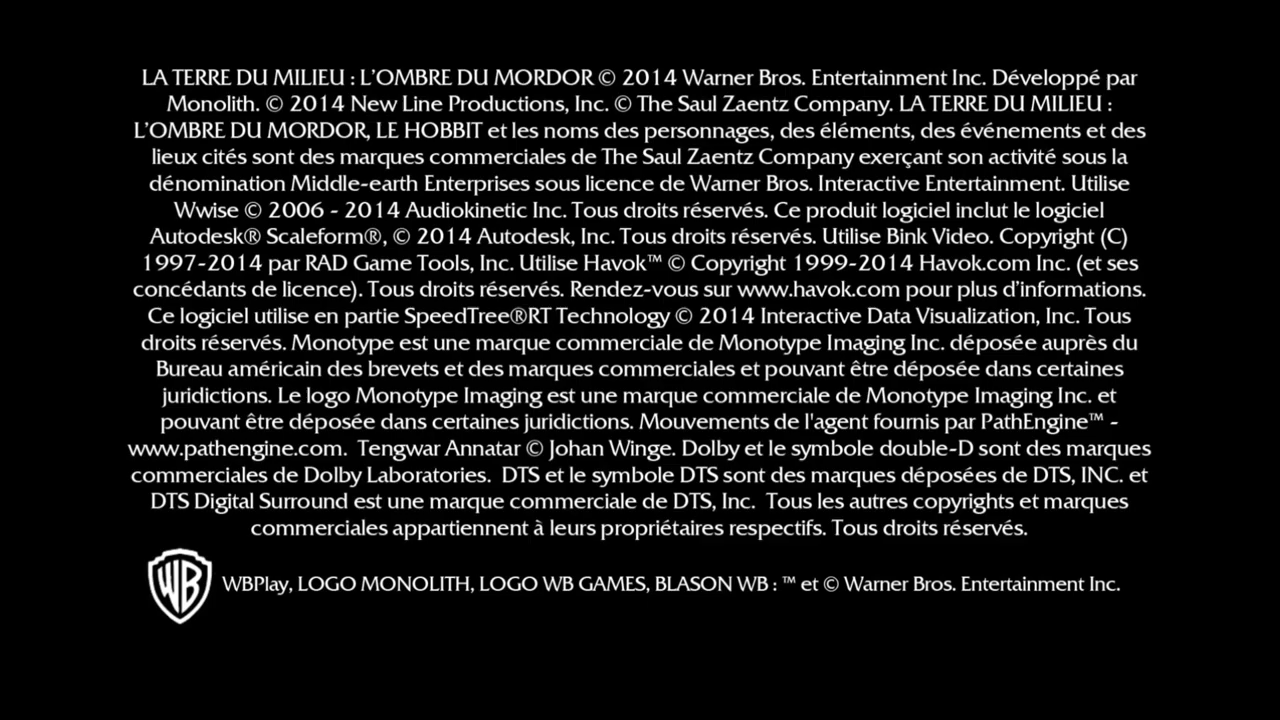 LA TERRE DU MILIEU : L’OMBRE DU MORDOR © 2014 Warner Bros. Entertainment Inc. Développé par
Monolith. © 2014 New Line Productions, Inc. © The Saul Zaentz Company. LA TERRE DU MILIEU :
L’OMBRE DU MORDOR, LE HOBBIT et les noms des personnages, des éléments, des événements et des
lieux cités sont des marques commerciales de The Saul Zaentz Company exerçant son activité sous la
dénomination Middle-earth Enterprises sous licence de Warner Bros. Interactive Entertainment. Utilise
Wwise © 2006 - 2014 Audiokinetic Inc. Tous droits réservés. Ce produit logiciel inclut le logiciel
Autodesk® Scaleform®, © 2014 Autodesk, Inc. Tous droits réservés. Utilise Bink Video. Copyright (C)
1997-2014 par RAD Game Tools, Inc. Utilise Havok™ © Copyright 1999-2014 Havok.com Inc. (et ses
concédants de licence). Tous droits réservés. Rendez-vous sur www.havok.com pour plus d’informations.
Ce logiciel utilise en partie SpeedTree®RT Technology © 2014 Interactive Data Visualization, Inc. Tous
droits réservés. Monotype est une marque commerciale de Monotype Imaging Inc. déposée auprès du
Bureau américain des brevets et des marques commerciales et pouvant être déposée dans certaines
juridictions. Le logo Monotype Imaging est une marque commerciale de Monotype Imaging Inc. et
pouvant être déposée dans certaines juridictions. Mouvements de l'agent fournis par PathEngine™ -
www.pathengine.com.  Tengwar Annatar © Johan Winge. Dolby et le symbole double-D sont des marques
commerciales de Dolby Laboratories.  DTS et le symbole DTS sont des marques déposées de DTS, INC. et
DTS Digital Surround est une marque commerciale de DTS, Inc.  Tous les autres copyrights et marques
commerciales appartiennent à leurs propriétaires respectifs. Tous droits réservés.
WB WBPlay, LOGO MONOLITH, LOGO WB GAMES, BLASON WB : ™ et © Warner Bros. Entertainment Inc.